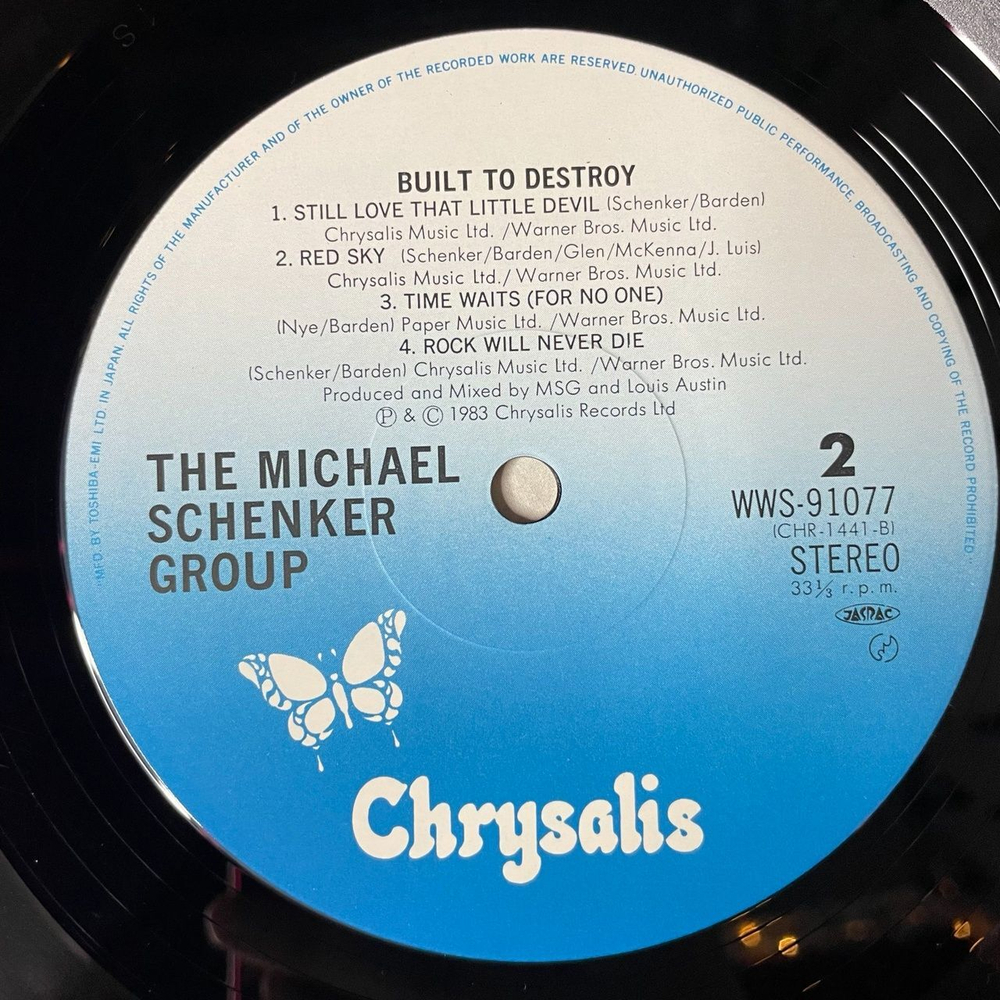 "MFD BY TOSHIBA-EMI LTD. IN JAPAN. ALL RIGHTS OF THE MANUFACTURER AND OF THE OWNER OF THE RECORDED WORK ARE RESERVED. UNAUTHORIZED PUBLIC PERFORMANCE, BROADCASTING AND COPYING OF THE RECORD PROHIBITED."
BUILT TO DESTROY
1. STILL LOVE THAT LITTLE DEVIL (Schenker/Barden)
Chrysalis Music Ltd. /Warner Bros. Music Ltd.
2. RED SKY (Schenker/Barden/Glen/McKenna/J. Luis)
Chrysalis Music Ltd./ Warner Bros. Music Ltd.
3. TIME WAITS (FOR NO ONE)
(Nye/Barden) Paper Music Ltd. /Warner Bros. Music Ltd.
4. ROCK WILL NEVER DIE
(Schenker/Barden) Chrysalis Music Ltd. /Warner Bros. Music Ltd.
Produced and Mixed by MSG and Louis Austin
Ⓟ & © 1983 Chrysalis Records Ltd
THE MICHAEL
SCHENKER
GROUP
2
WWS-91077
(CHR-1441-B)
STEREO
33⅓ r.p.m.
JASRAC
Chrysalis